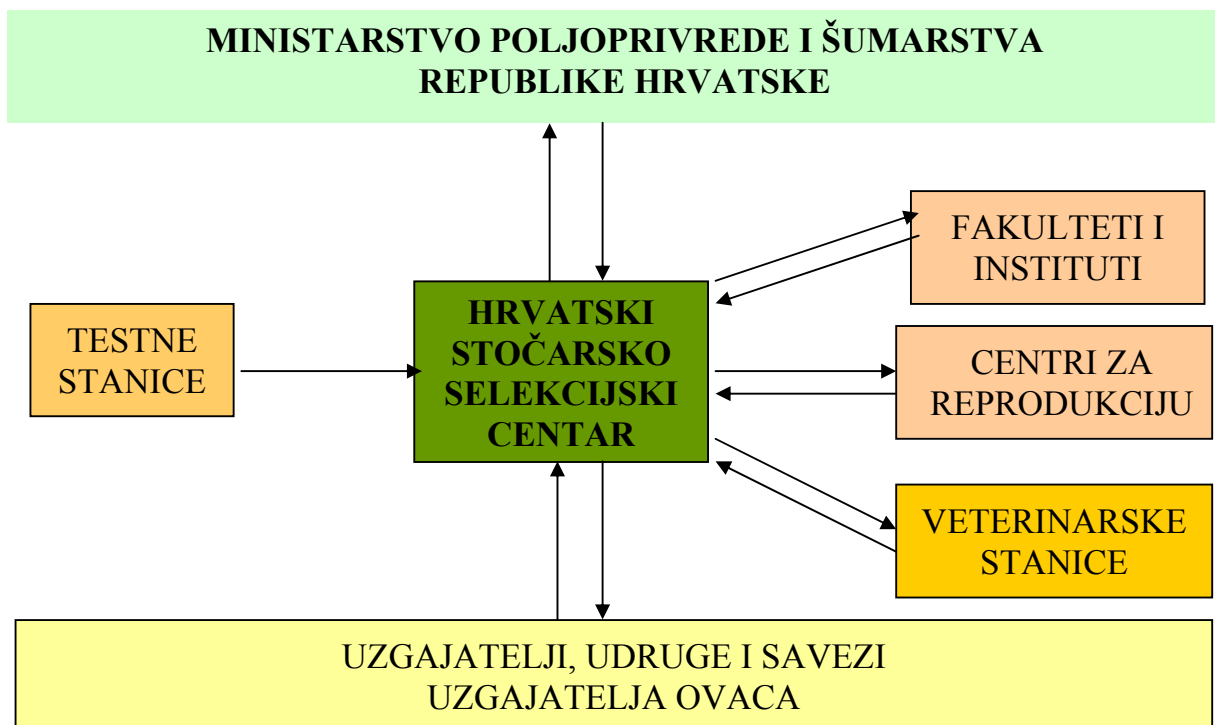 MINISTARSTVO POLJOPRIVREDE I ŠUMARSTVA
REPUBLIKE HRVATSKE
FAKULTETI I
INSTITUTI
TESTNE
STANICE
HRVATSKI
STOČARSKO
SELEKCIJSKI
CENTAR
CENTRI ZA
REPRODUKCIJU
VETERINARSKE
STANICE
UZGAJATELJI, UDRUGE I SAVEZI
UZGAJATELJA OVACA